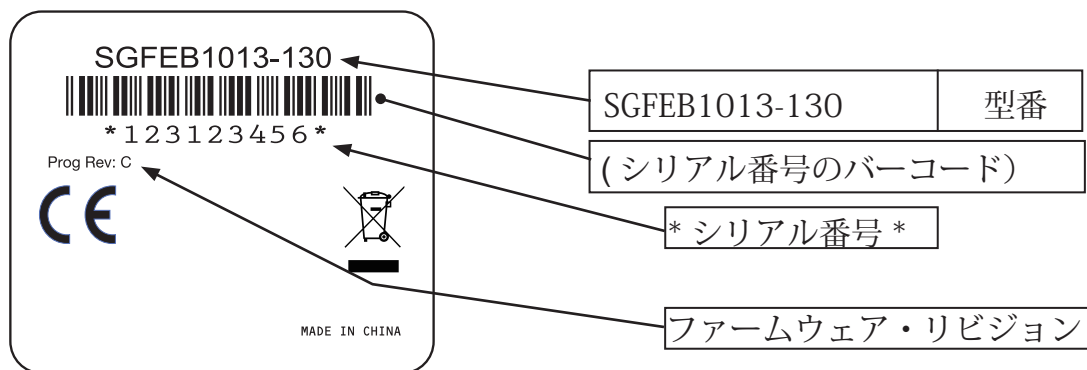 SGFEB1013-130
*123123456*
Prog Rev: C
CE
MADE IN CHINA
SGFEB1013-130 型番
(シリアル番号のバーコード）
*シリアル番号*
ファームウェア・リビジョン